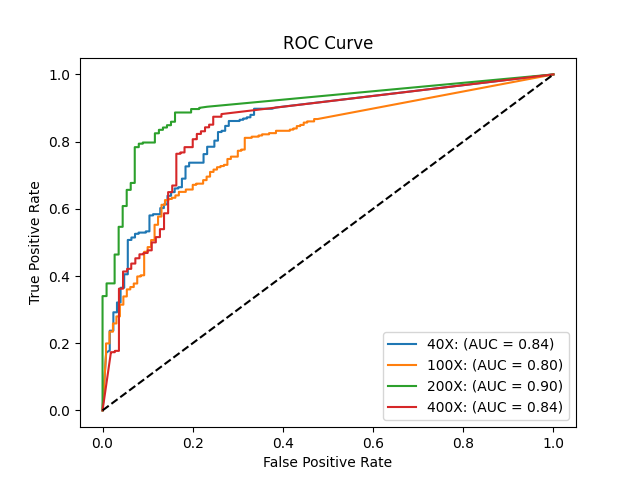 ROC Curve
1.0
0.8
0.6
0.4
0.2
0.0
True Positive Rate
0.0 0.2 0.4 0.6 0.8 1.0
False Positive Rate
40X: (AUC = 0.84)
100X: (AUC = 0.80)
200X: (AUC = 0.90)
400X: (AUC = 0.84)